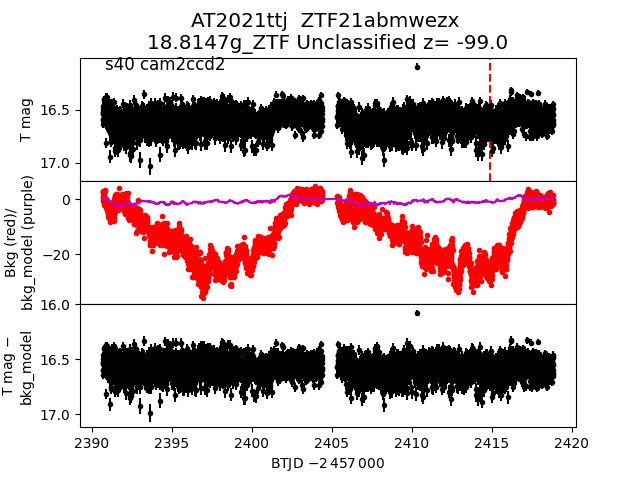 AT2021ttj ZTF21abmwezx
18.8147g_ZTF Unclassified z= -99.0
s40 cam2ccd2
T mag
16.5
17.0
Bkg (red)/
bkg_model (purple)
0
−20
T mag −
bkg_model
16.0
16.5
17.0
2390 2395 2400 2405 2410 2415 2420
BTJD −2 457 000